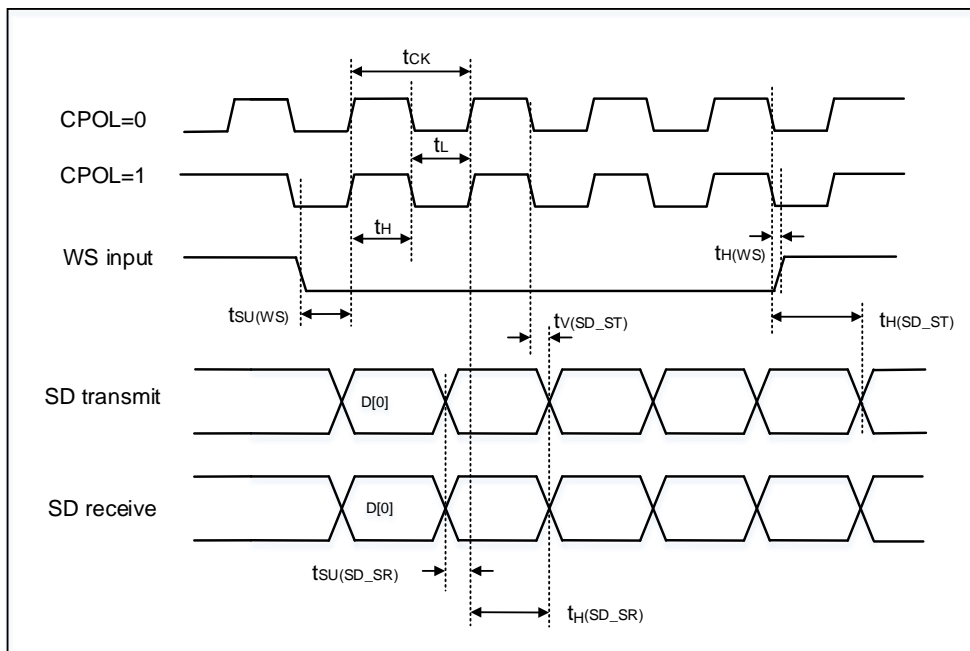 tCK
CPOL=0
tL
CPOL=1
tH
tH(WS)
WS input
tSU(WS)
tV(SD_ST)
tH(SD_ST)
SD transmit
D[0]
SD receive
D[0]
tSU(SD_SR)
tH(SD_SR)